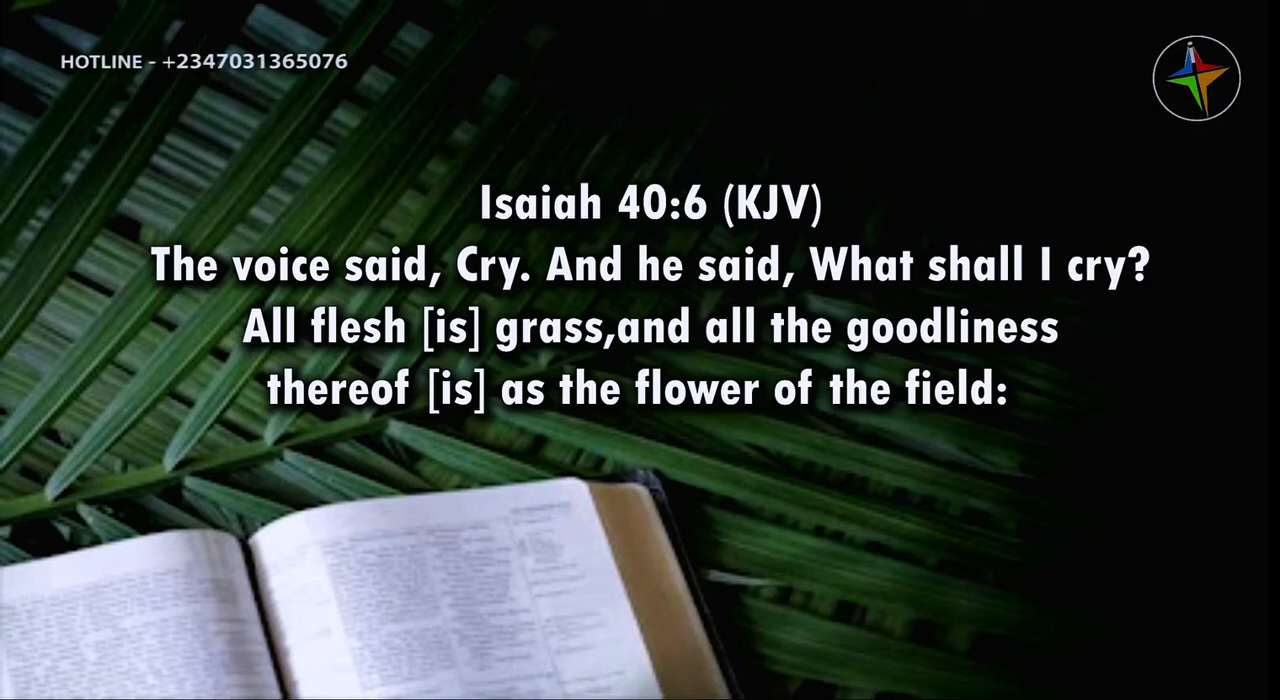 HOTLINE - +2347031365076
Isaiah 40:6 (KJV)
The voice said, Cry. And he said, What shall I cry?
All flesh [is] grass,and all the goodliness
thereof [is] as the flower of the field: